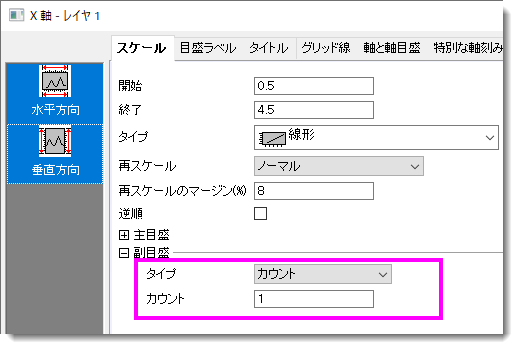 X 軸 - レイヤ 1
スケール 目盛ラベル タイトル グリッド線 軸と軸目盛 特別な軸刻み
水平方向
垂直方向
開始 0.5
終了 4.5
タイプ 線形
再スケール ノーマル
再スケールのマージン(%) 8
逆順
主目盛
副目盛
タイプ カウント
カウント 1